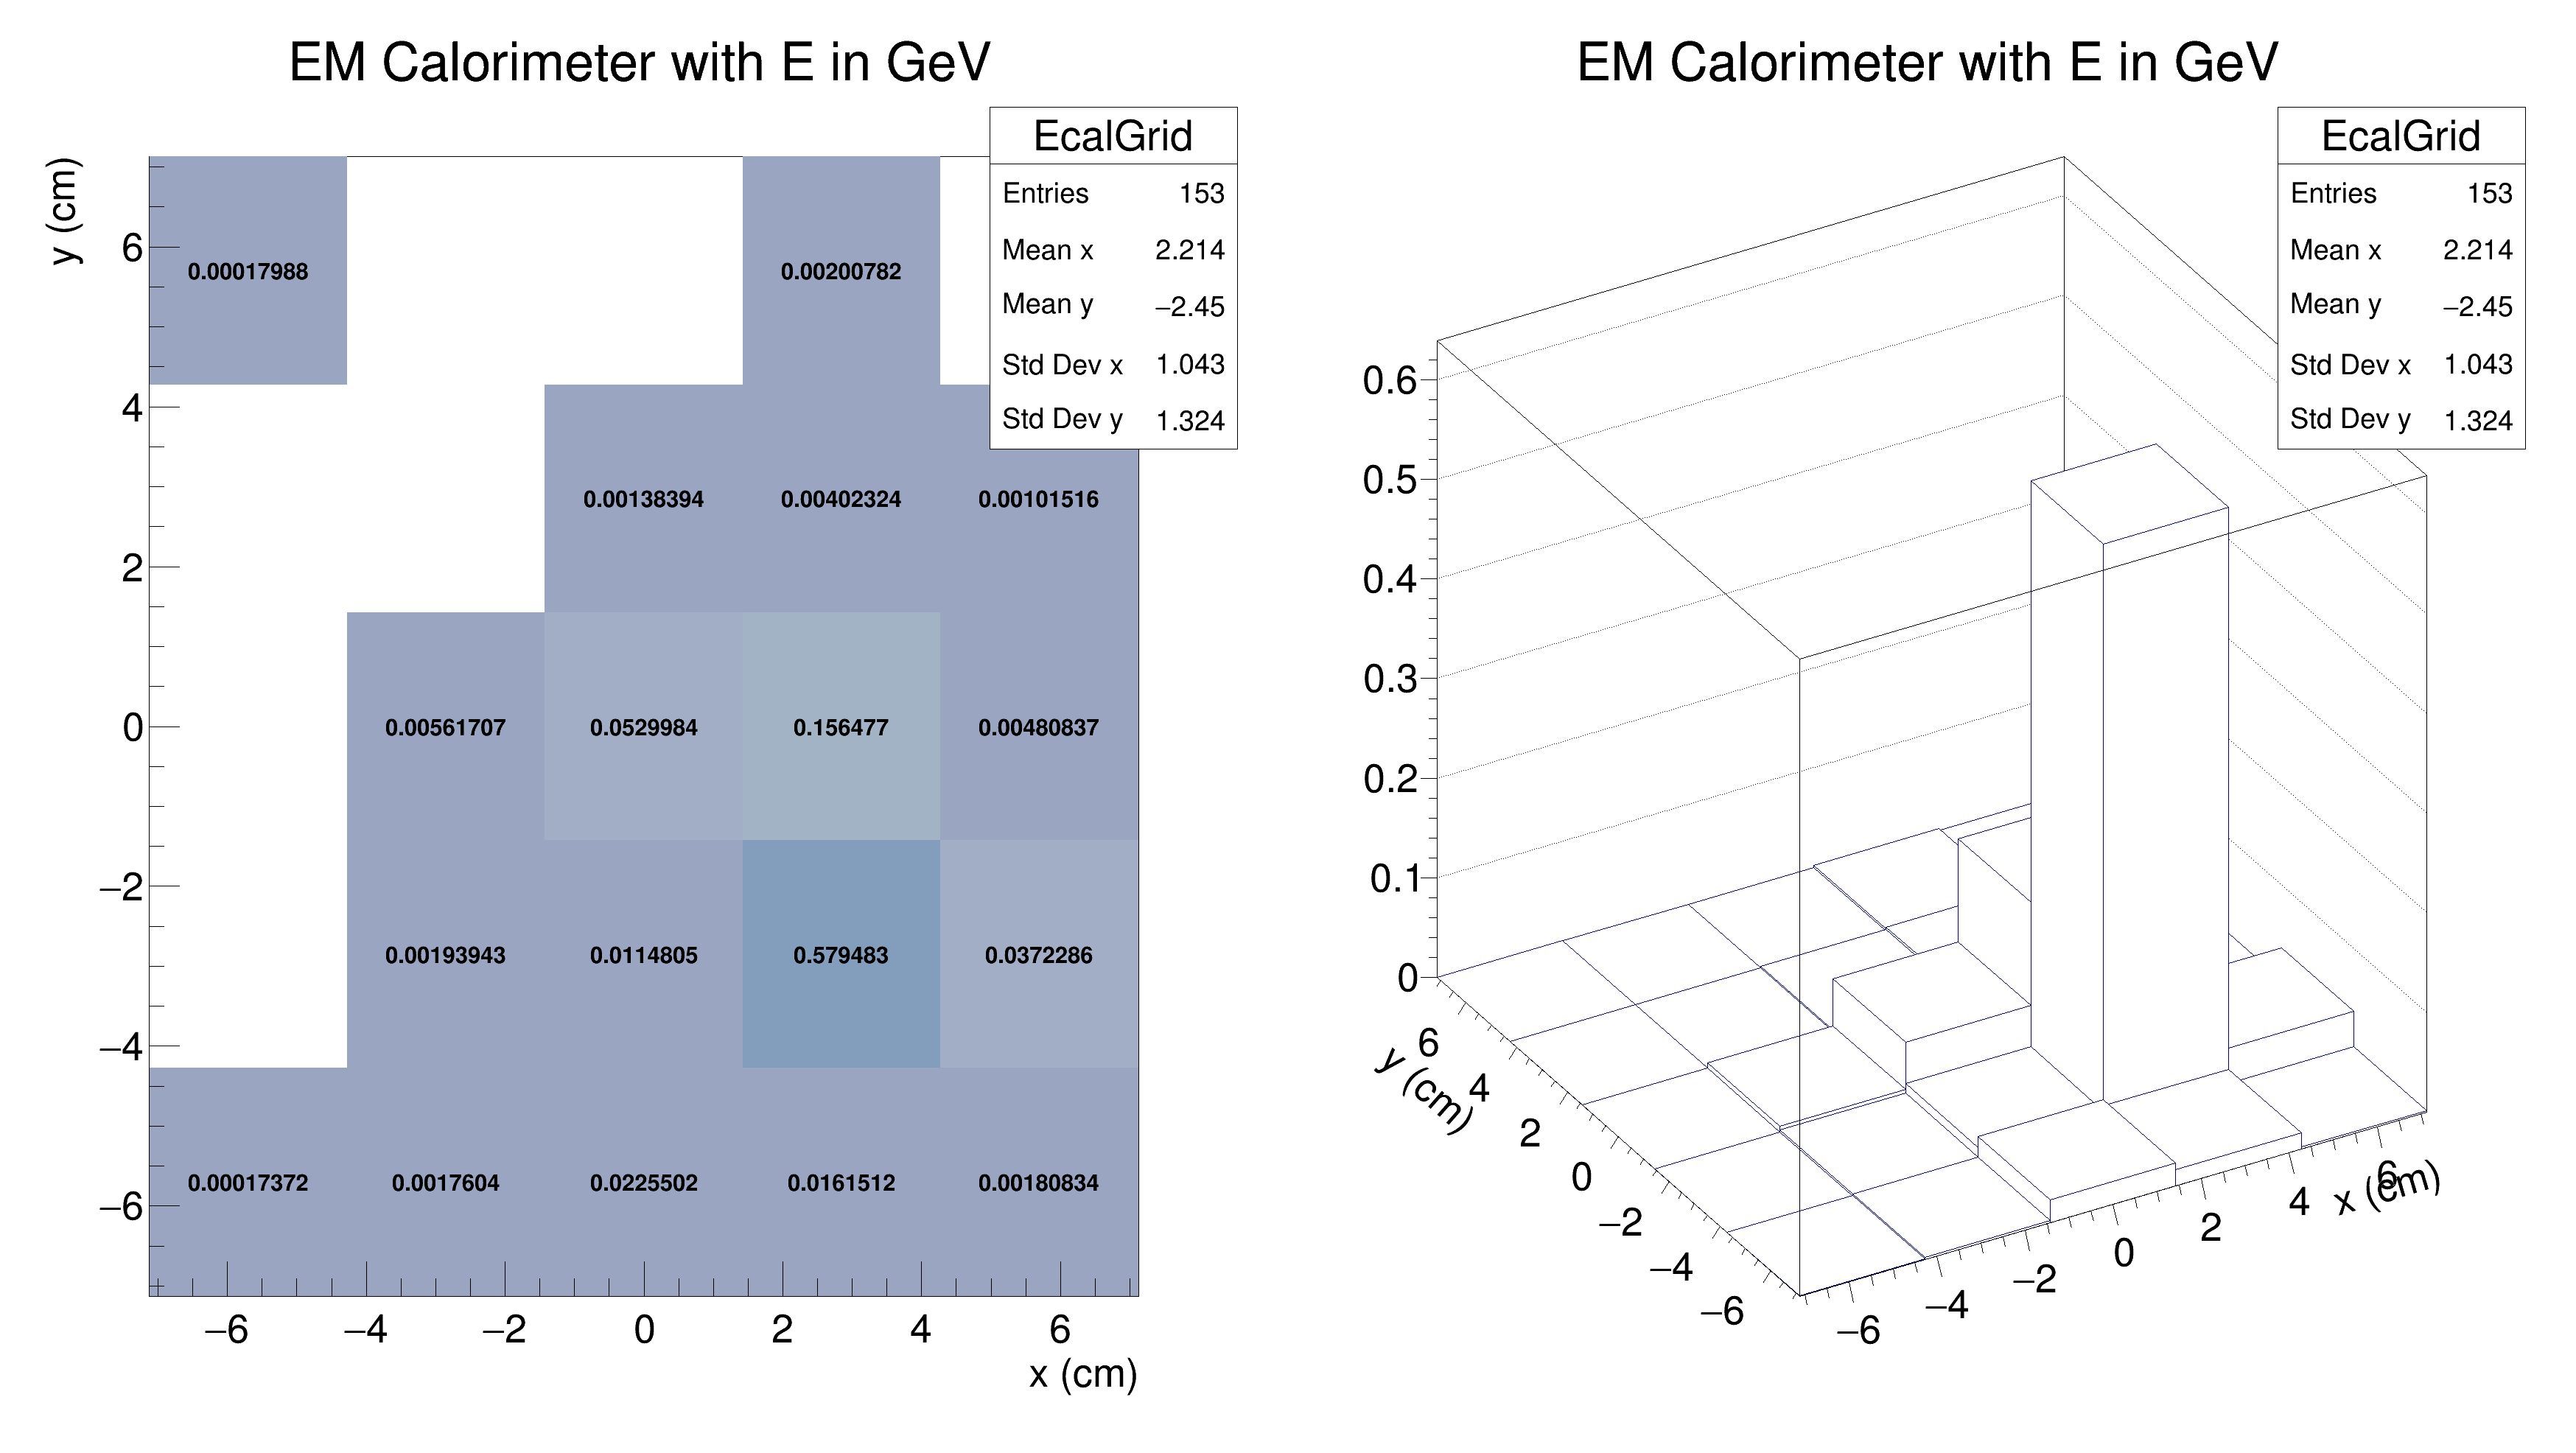 EM Calorimeter with E in GeV
EcalGrid
Entries 153
Mean x 2.214
Mean y −2.45
Std Dev x 1.043
Std Dev y 1.324
y (cm)
6
4
2
0
−2
−4
−6
0.00017988 0.00200782
0.00138394 0.00402324 0.00101516
0.00561707 0.0529984 0.156477 0.00480837
0.00193943 0.0114805 0.579483 0.0372286
0.00017372 0.0017604 0.0225502 0.0161512 0.00180834
−6 −4 −2 0 2 4 6
x (cm)
EM Calorimeter with E in GeV
EcalGrid
Entries 153
Mean x 2.214
Mean y −2.45
Std Dev x 1.043
Std Dev y 1.324
0.6
0.5
0.4
0.3
0.2
0.1
0
6
4
2
0
−2
−4
−6
y (cm)
−6 −4 −2 0 2 4 6
x (cm)